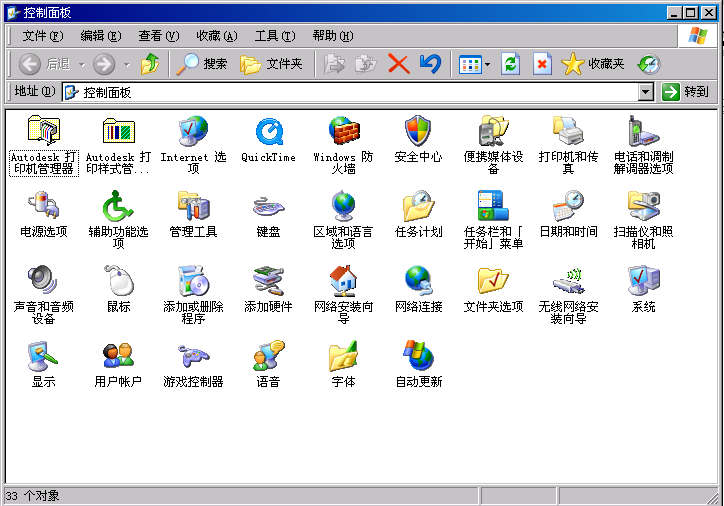 控制面板
文件(F) 编辑(E) 查看(V) 收藏(A) 工具(T) 帮助(H)
后退 搜索 文件夹 收藏夹
地址(D) 控制面板 转到
Autodesk 打 Autodesk 打 Internet 选 QuickTime Windows 防 安全中心 便携媒体设 打印机和传 电话和调制
印机管理器 印样式管... 项 火墙 备 真 解调器选项
电源选项 辅助功能选 管理工具 键盘 区域和语言 任务计划 任务栏和「 日期和时间 扫描仪和照
项 选项 开始」菜单 相机
声音和音频 鼠标 添加或删除 添加硬件 网络安装向 网络连接 文件夹选项 无线网络安 系统
设备 程序 导 装向导
显示 用户帐户 游戏控制器 语音 字体 自动更新
33 个对象